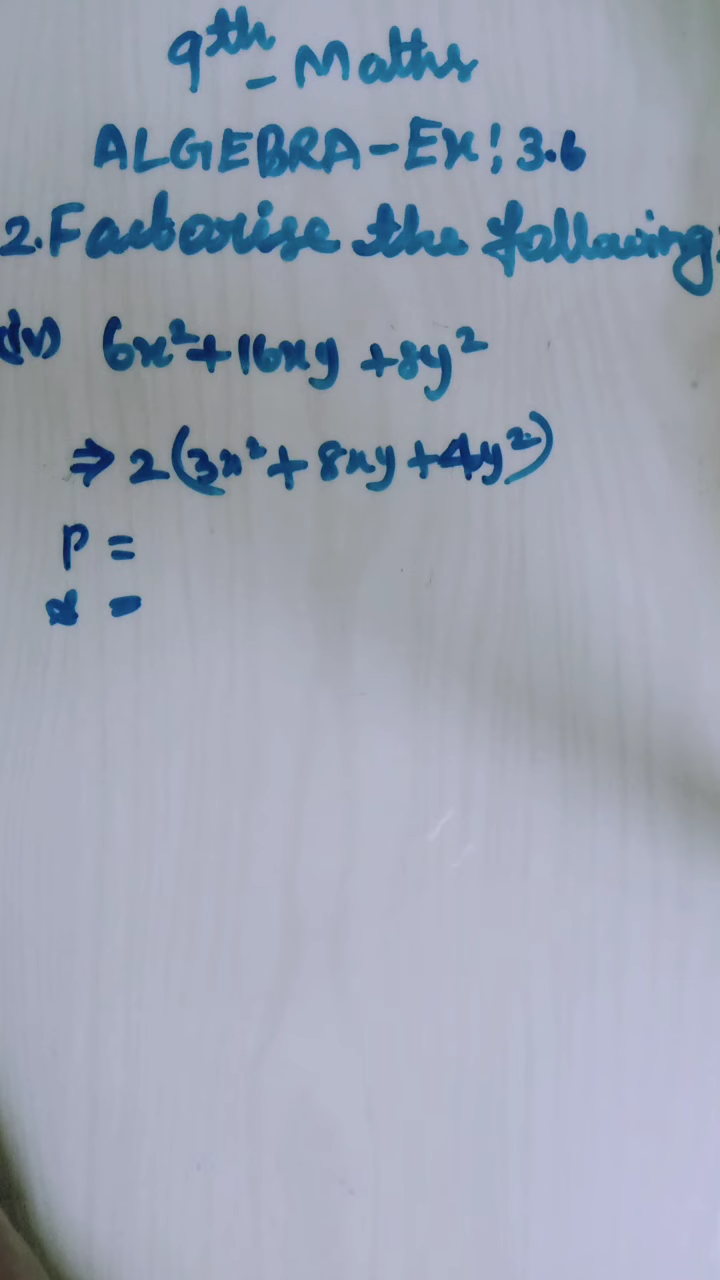 9th - Maths
ALGEBRA-Ex: 3.6
2. Factorise the following:
(iv) 6x²+16xy +8y²
⇒ 2(3x²+8xy+4y²)
P =
=